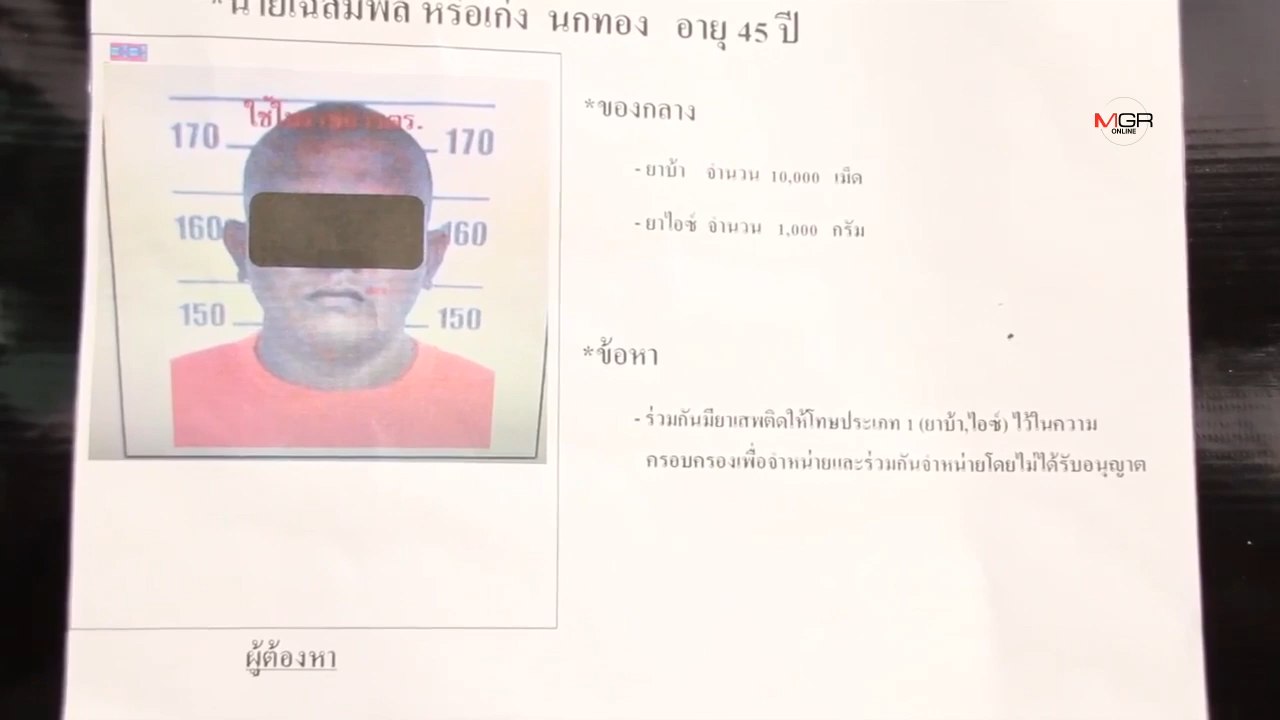 หรือเก่ง นกทอง อายุ 45 ปี
170 170
160 160
150 150
ผู้ต้องหา
*ของกลาง
- ยาบ้า จำนวน 10,000 เม็ด
- ยาไอซ์ จำนวน 1,000 กรัม
*ข้อหา
- ร่วมกันมียาเสพติดให้โทษประเภท 1 (ยาบ้า,ไอซ์) ไว้ในความ
ครอบครองเพื่อจำหน่ายและร่วมกันจำหน่ายโดยไม่ได้รับอนุญาต
MGR
ONLINE